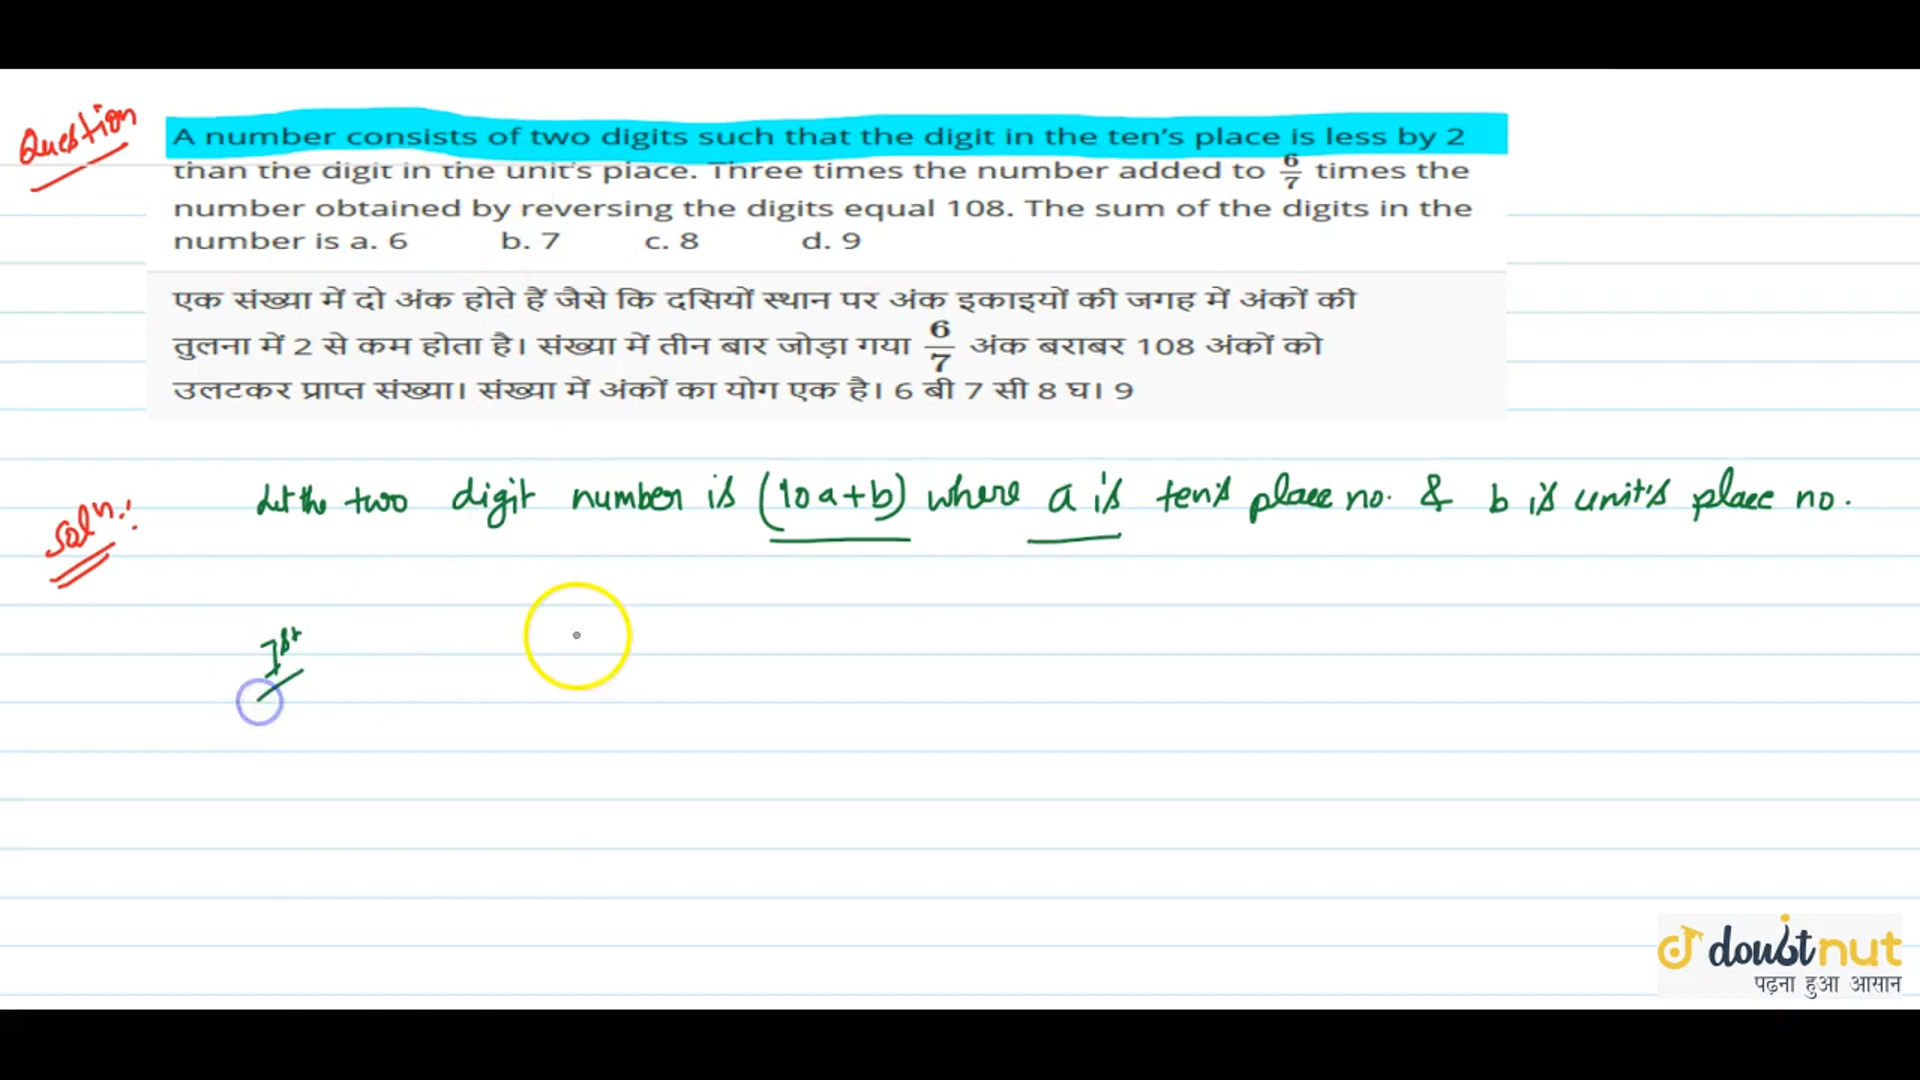 Question
A number consists of two digits such that the digit in the ten's place is less by 2
than the digit in the unit's place. Three times the number added to 6/7 times the
number obtained by reversing the digits equal 108. The sum of the digits in the
number is a. 6 b. 7 c. 8 d. 9
एक संख्या में दो अंक होते हैं जैसे कि दसियों स्थान पर अंक इकाइयों की जगह में अंकों की
तुलना में 2 से कम होता है। संख्या में तीन बार जोड़ा गया 6/7 अंक बराबर 108 अंकों को
उलटकर प्राप्त संख्या। संख्या में अंकों का योग एक है। 6 बी 7 सी 8 घ। 9
Solⁿ:
Let the two digit number is (10a+b) where a is ten's place no. & b is unit's place no.
Ist
doubtnut
पढ़ना हुआ आसान